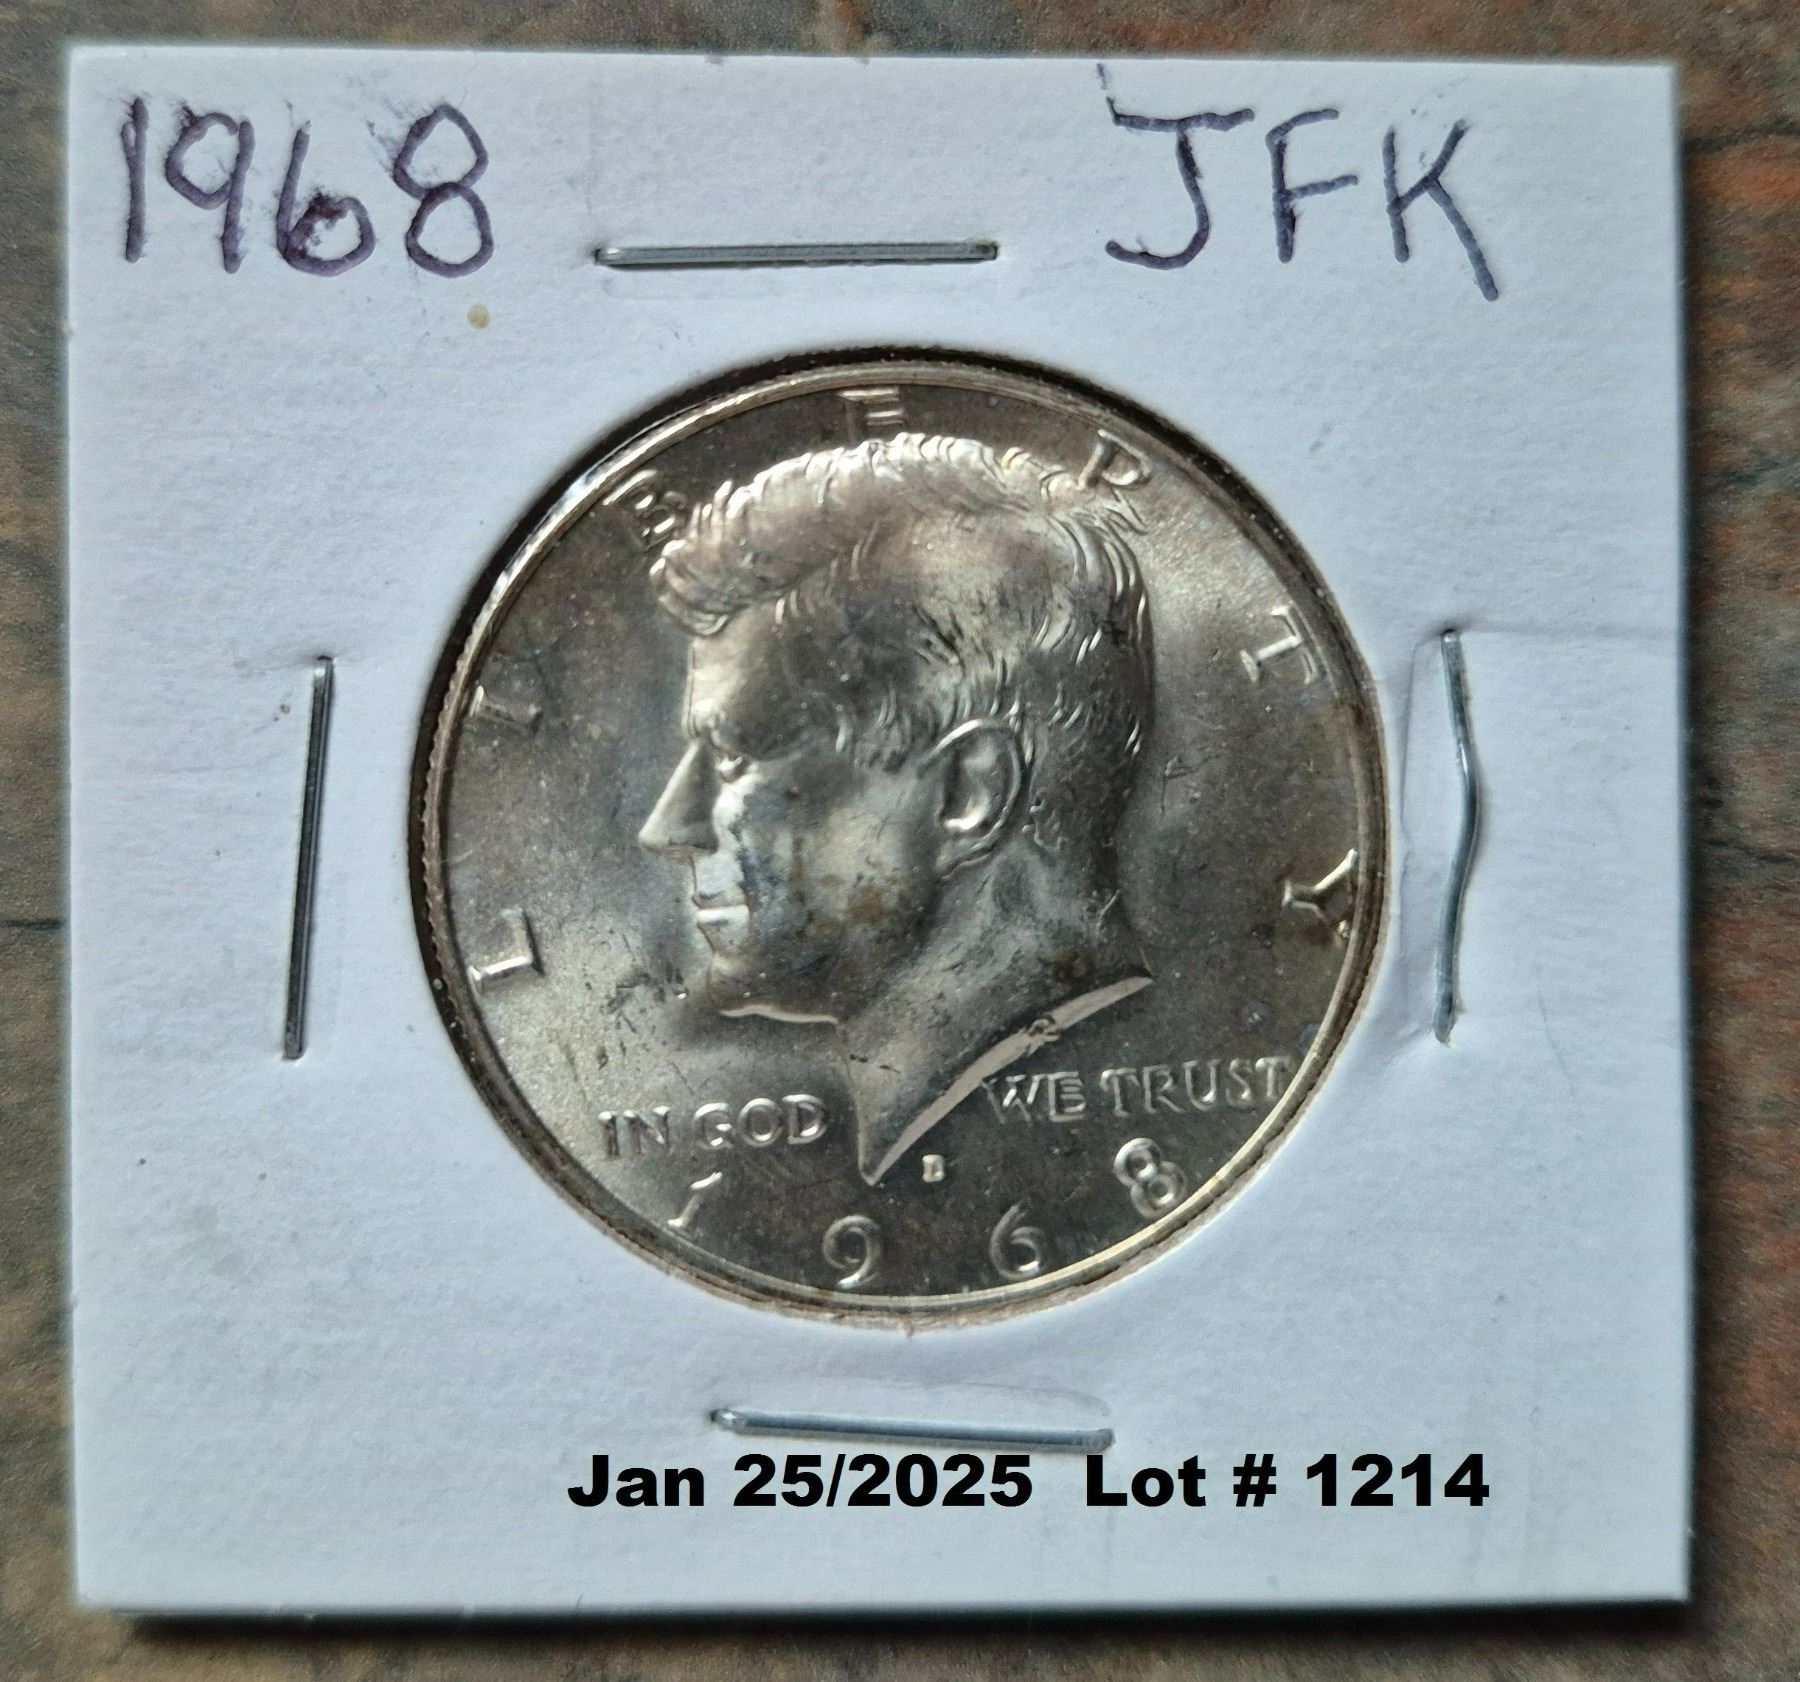 1968 JFK
LIBERTY
IN GOD WE TRUST
D
1968
Jan 25/2025 Lot # 1214